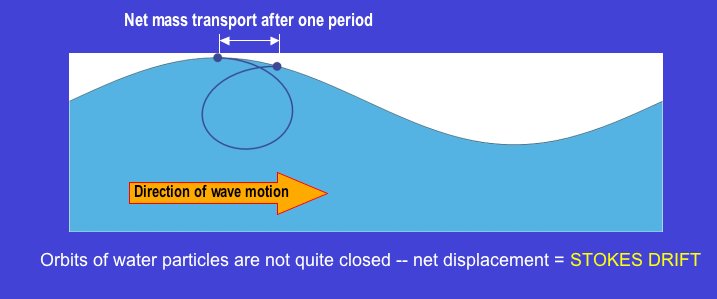 Net mass transport after one period
Direction of wave motion
Orbits of water particles are not quite closed -- net displacement = STOKES DRIFT